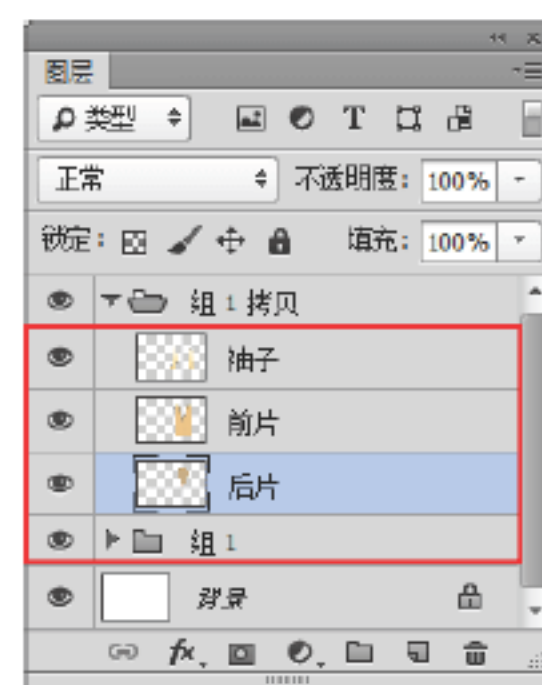 图层
类型 T
正常 不透明度: 100%
锁定: 填充: 100%
组 1 拷贝
袖子
前片
后片
组 1
背景
fx